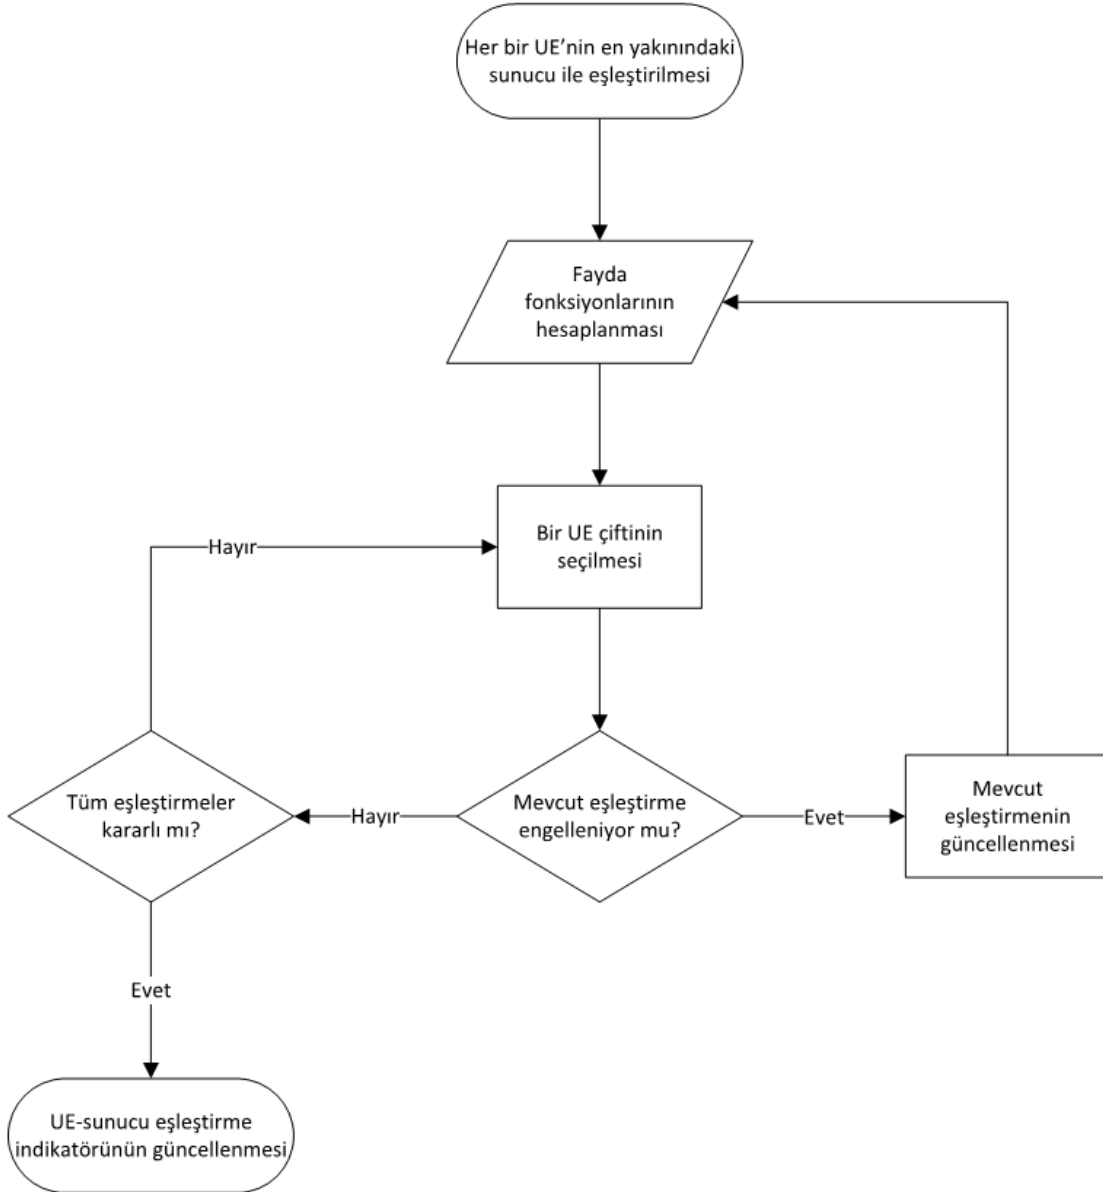 Her bir UE’nin en yakınındaki
sunucu ile eşleştirilmesi
Fayda
fonksiyonlarının
hesaplanması
Bir UE çiftinin
seçilmesi
Hayır
Tüm eşleştirmeler
kararlı mı?
Hayır
Mevcut eşleştirme
engelleniyor mu?
Evet
Mevcut
eşleştirmenin
güncellenmesi
Evet
UE-sunucu eşleştirme
indikatörünün güncellenmesi